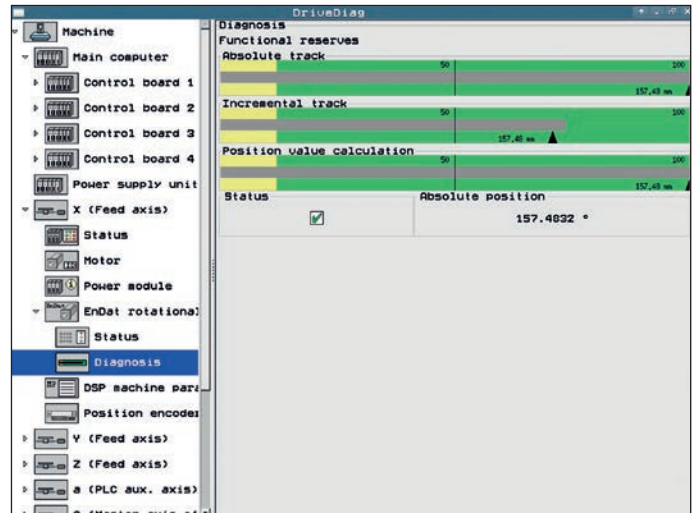 DriveDiag
Machine
Main computer
Control board 1
Control board 2
Control board 3
Control board 4
Power supply unit
X (Feed axis)
Status
Motor
Power module
EnDat rotational
Status
Diagnosis
DSP machine para
Position encoder
Y (Feed axis)
Z (Feed axis)
a (PLC aux. axis)
Diagnosis
Functional reserves
Absolute track
50
100
157,48 mm
Incremental track
50
100
157,48 mm
Position value calculation
50
100
157,48 mm
Status
Absolute position
157.4832 °